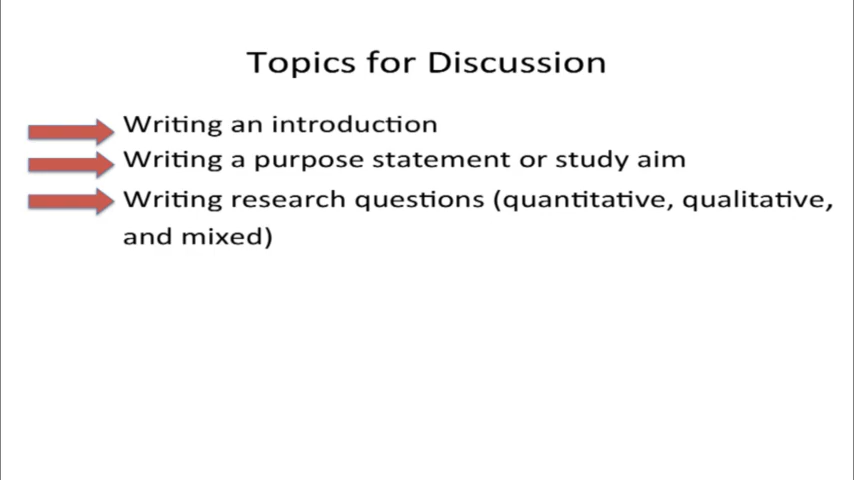 Topics for Discussion
Writing an introduction
Writing a purpose statement or study aim
Writing research questions (quantitative, qualitative,
and mixed)